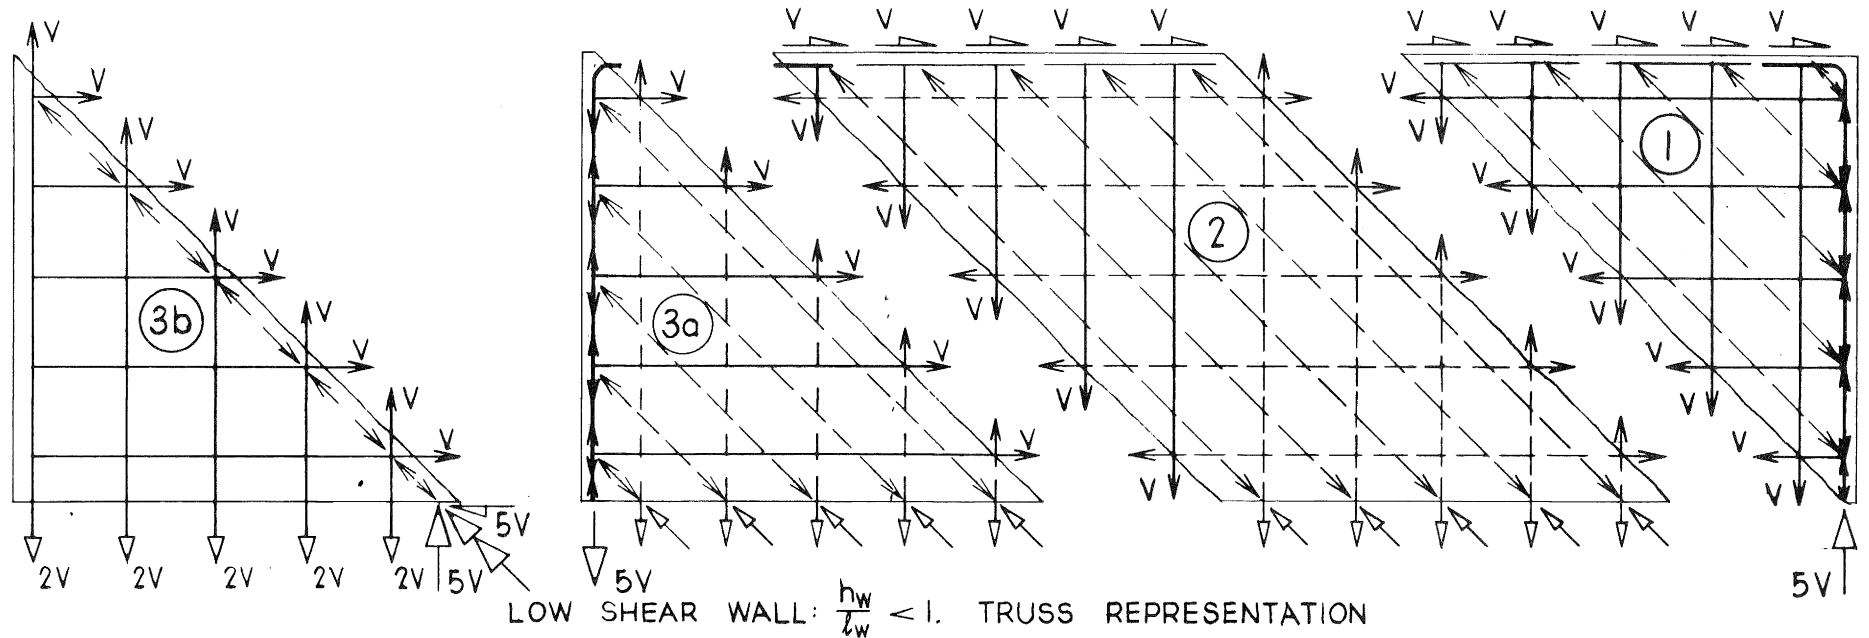 V V V V V V V V V V
V V V V
V V V
V V V V V
1
V V 2 V V
V V V
3b V 3a V V V
V V V V V
V V V V
V V V
5V
2V 2V 2V 2V 2V 5V 5V 5V
LOW SHEAR WALL: hw/lw < 1. TRUSS REPRESENTATION